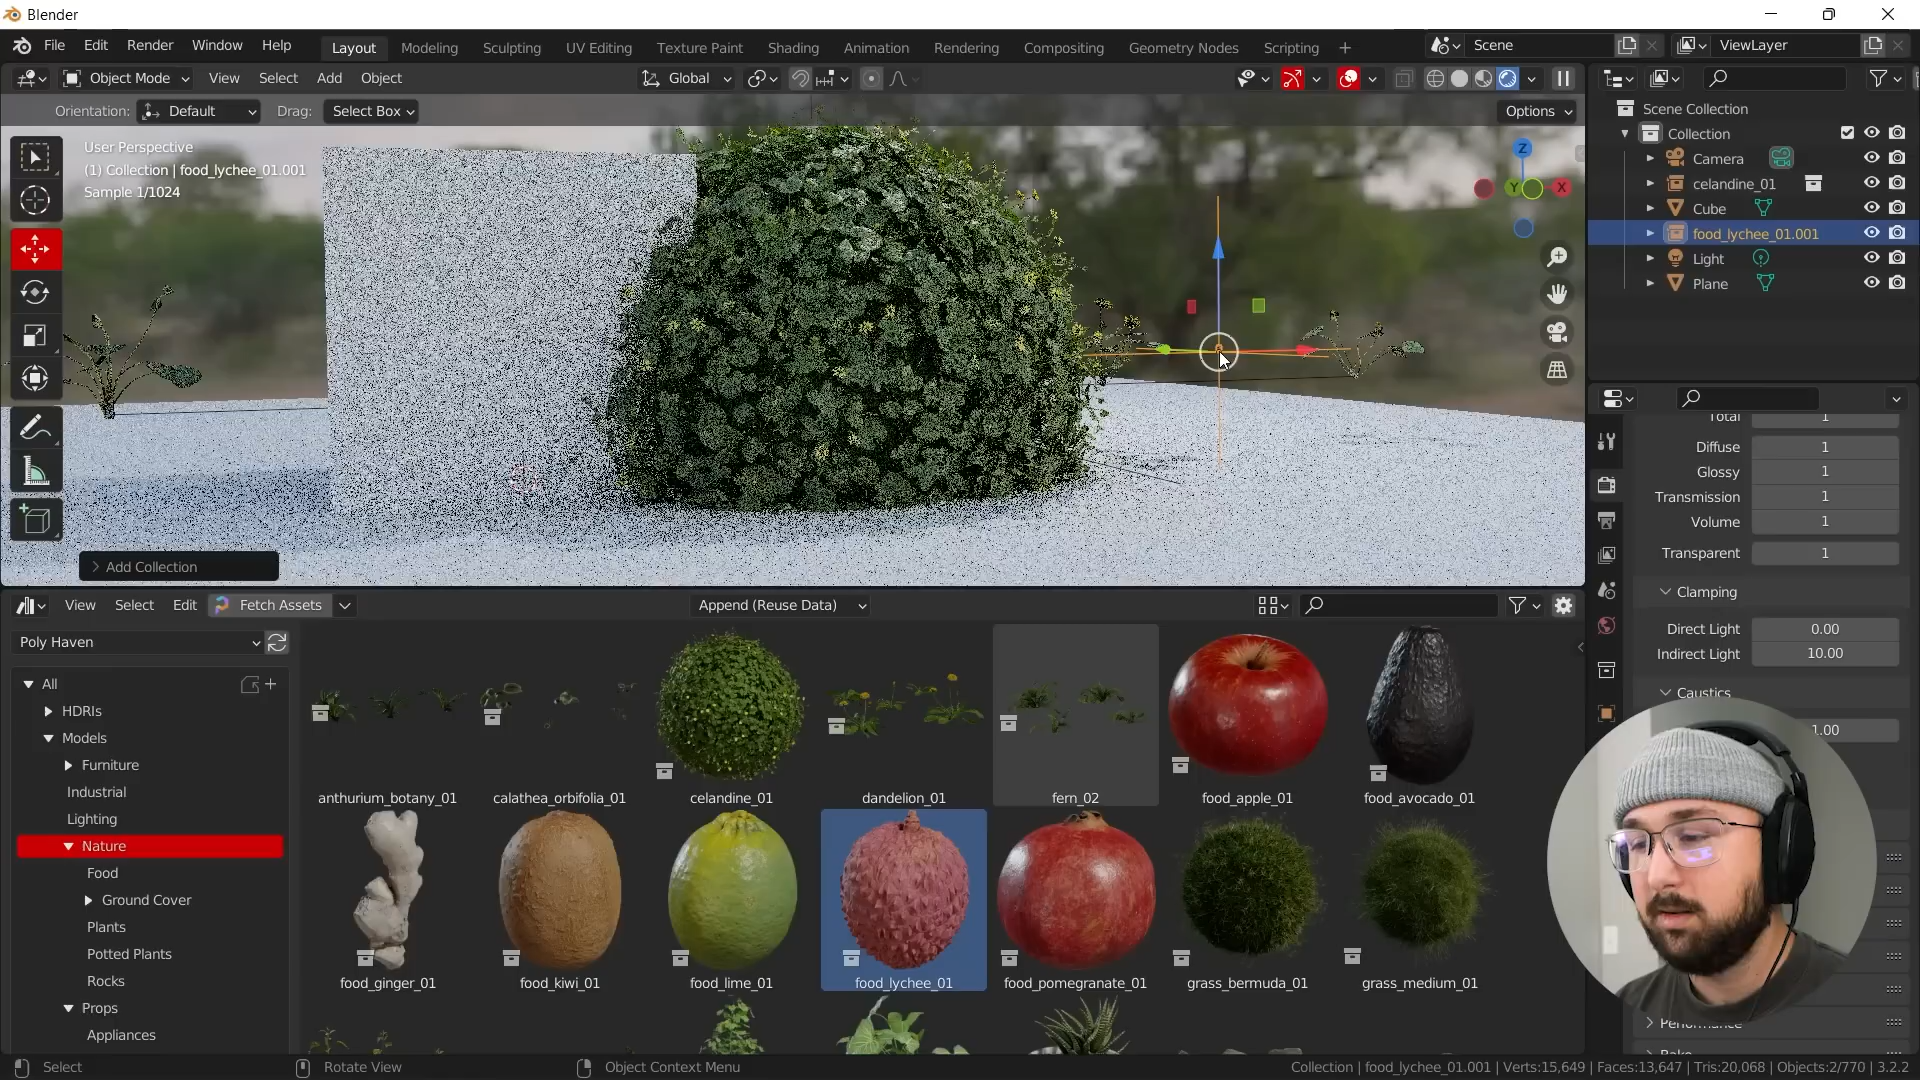 Blender
File Edit Render Window Help Layout Modeling Sculpting UV Editing Texture Paint Shading Animation Rendering Compositing Geometry Nodes Scripting + Scene ViewLayer
Object Mode View Select Add Object Global
Orientation: Default Drag: Select Box Options
User Perspective
(1) Collection | food_lychee_01.001
Sample 1/1024
Z
Y
X
Add Collection
Scene Collection
Collection
Camera
celandine_01
Cube
food_lychee_01.001
Light
Plane
Total 1
Diffuse 1
Glossy 1
Transmission 1
Volume 1
Transparent 1
Clamping
Direct Light 0.00
Indirect Light 10.00
Caustics
1.00
Performance
Bake
View Select Edit Fetch Assets Append (Reuse Data)
Poly Haven
All
HDRIs
Models
Furniture
Industrial
Lighting
Nature
Food
Ground Cover
Plants
Potted Plants
Rocks
Props
Appliances
anthurium_botany_01 calathea_orbifolia_01 celandine_01 dandelion_01 fern_02 food_apple_01 food_avocado_01
food_ginger_01 food_kiwi_01 food_lime_01 food_lychee_01 food_pomegranate_01 grass_bermuda_01 grass_medium_01
Select Rotate View Object Context Menu Collection | food_lychee_01.001 | Verts:15,649 | Faces:13,647 | Tris:20,068 | Objects:2/770 | 3.2.2